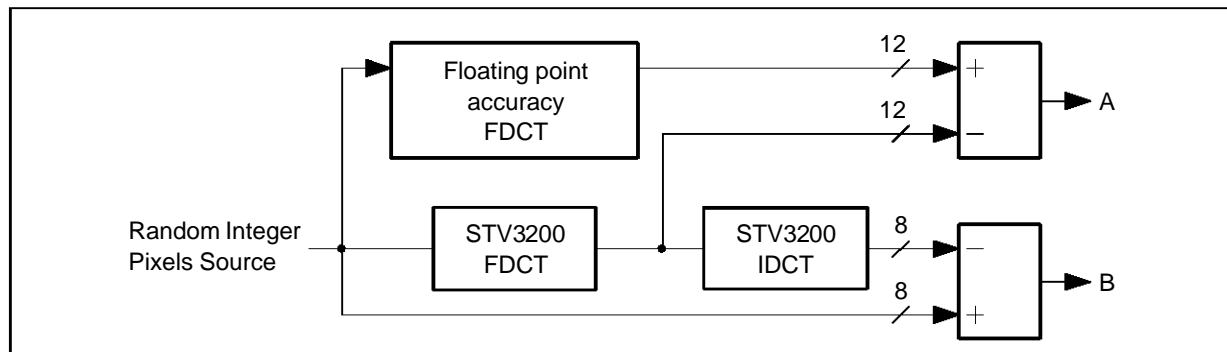 12
Floating point
accuracy
FDCT
+
A
12
−
Random Integer
Pixels Source
STV3200
FDCT
STV3200
IDCT
8
−
B
8
+